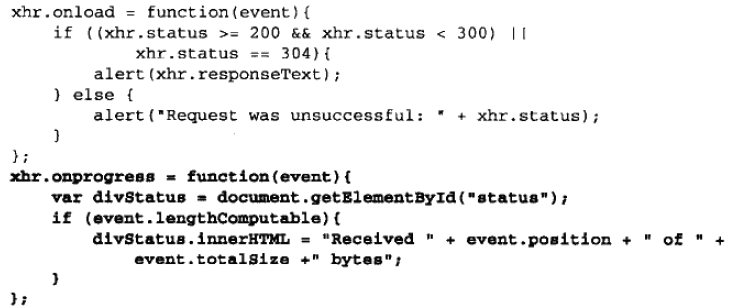 xhr.onload = function(event){
    if ((xhr.status >= 200 && xhr.status < 300) ||
            xhr.status == 304){
        alert(xhr.responseText);
    } else {
        alert("Request was unsuccessful: " + xhr.status);
    }
};
xhr.onprogress = function(event){
    var divStatus = document.getElementById("status");
    if (event.lengthComputable){
        divStatus.innerHTML = "Received " + event.position + " of " +
            event.totalSize +" bytes";
    }
};